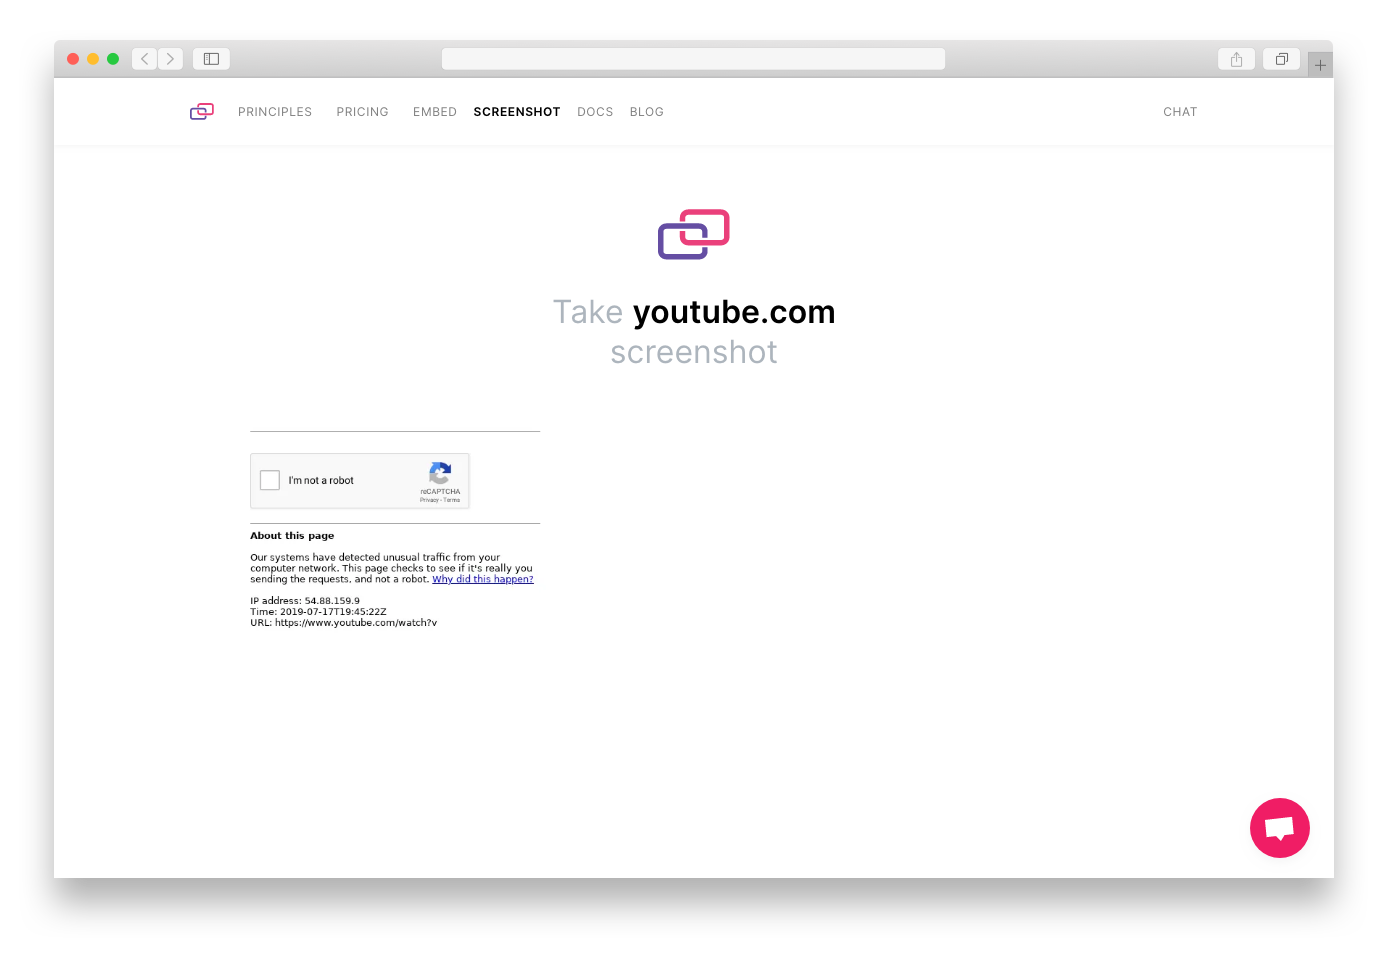 PRINCIPLES PRICING EMBED SCREENSHOT DOCS BLOG CHAT
Take youtube.com
screenshot
I'm not a robot
reCAPTCHA
Privacy - Terms
About this page
Our systems have detected unusual traffic from your
computer network. This page checks to see if it's really you
sending the requests, and not a robot. Why did this happen?
IP address: 54.88.159.9
Time: 2019-07-17T19:45:22Z
URL: https://www.youtube.com/watch?v